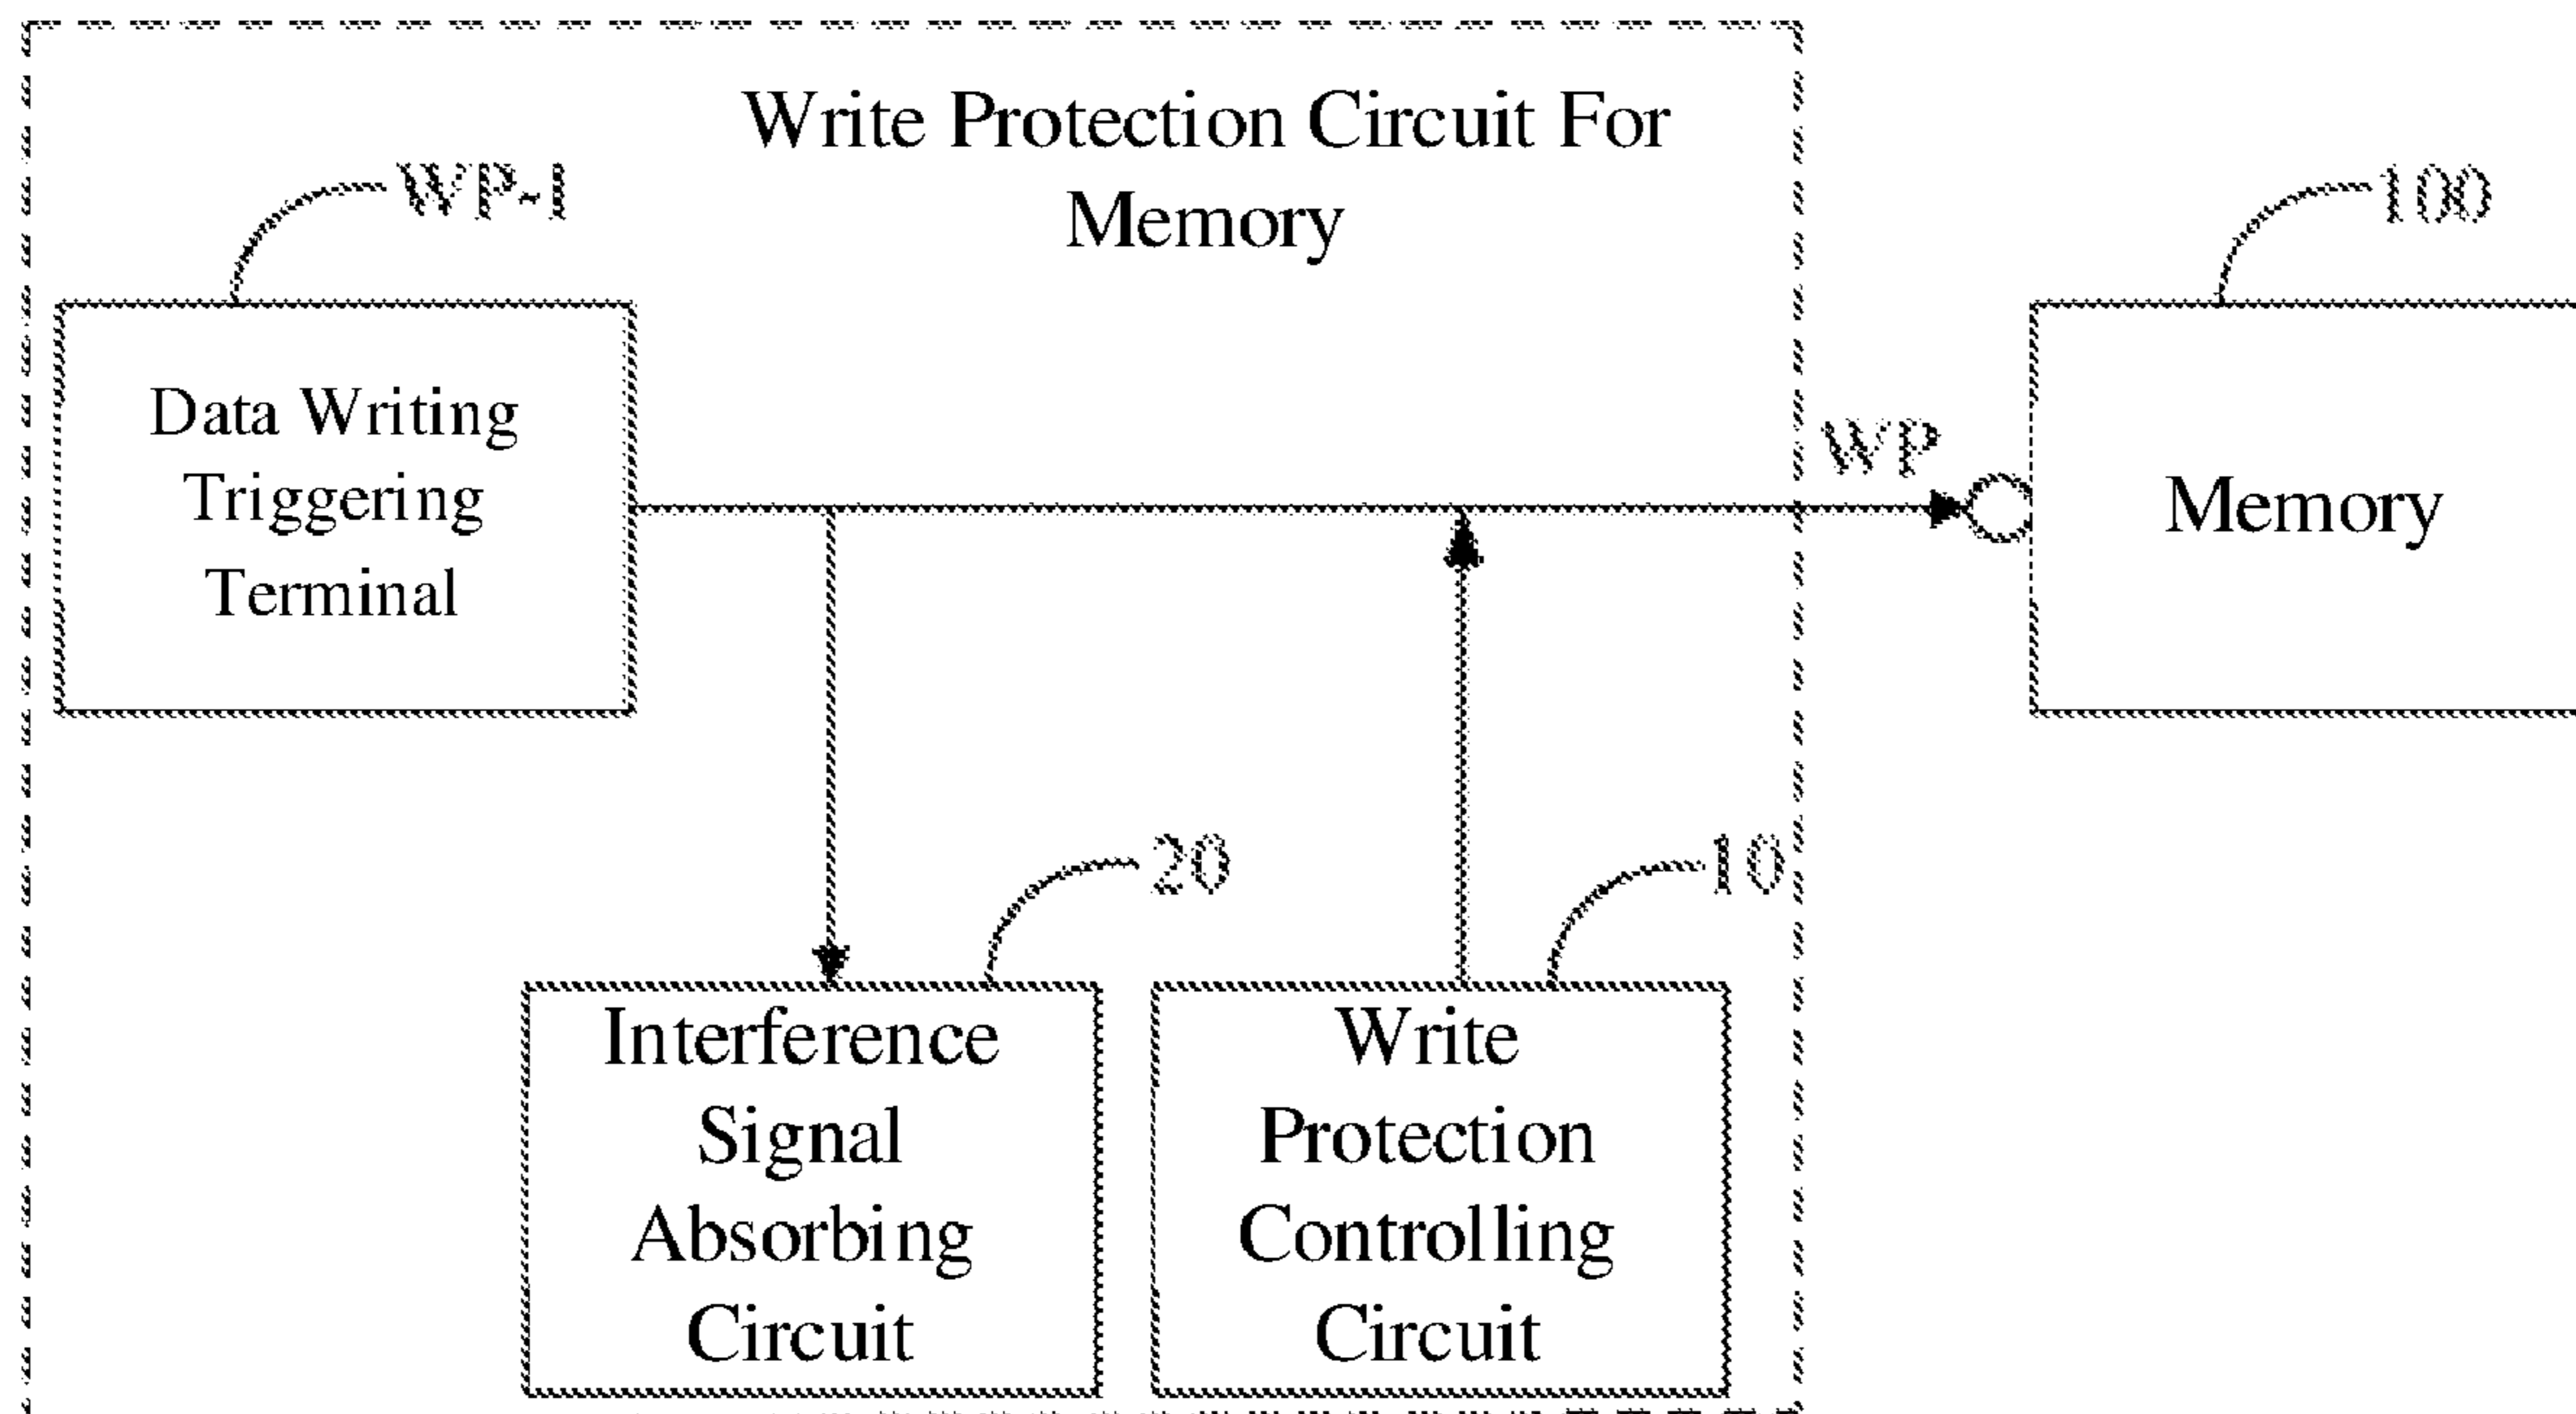 Write Protection Circuit For
Memory
WP-1
100
Data Writing
Triggering
Terminal
WP
Memory
20
10
Interference
Signal
Absorbing
Circuit
Write
Protection
Controlling
Circuit